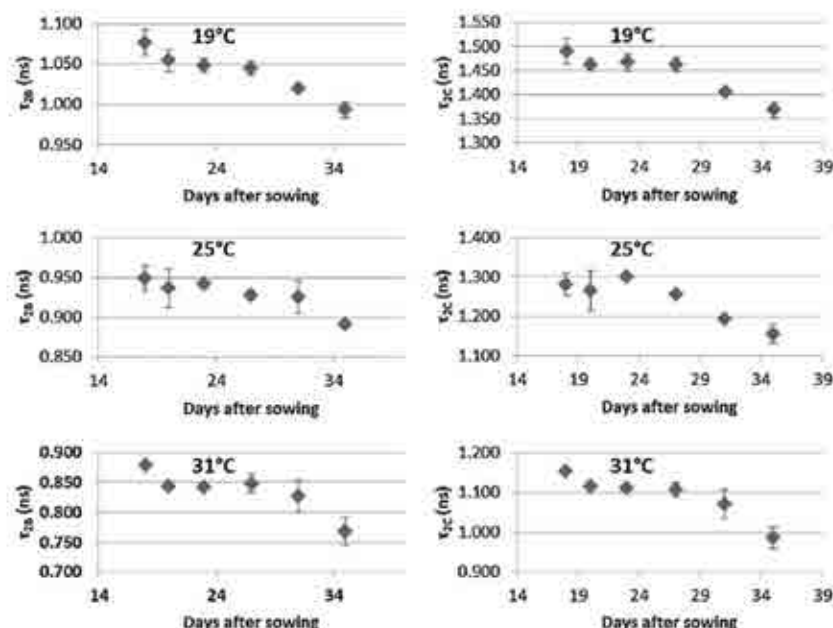 19°C
τ2B (ns)
1.100
1.050
1.000
0.950
14 24 34
Days after sowing
19°C
τ2C (ns)
1.550
1.500
1.450
1.400
1.350
1.300
14 19 24 29 34 39
Days after sowing
25°C
τ2B (ns)
1.000
0.950
0.900
0.850
14 24 34
Days after sowing
25°C
τ2C (ns)
1.400
1.300
1.200
1.100
14 19 24 29 34 39
Days after sowing
31°C
τ2B (ns)
0.900
0.850
0.800
0.750
0.700
14 24 34
Days after sowing
31°C
τ2C (ns)
1.200
1.100
1.000
0.900
14 19 24 29 34 39
Days after sowing